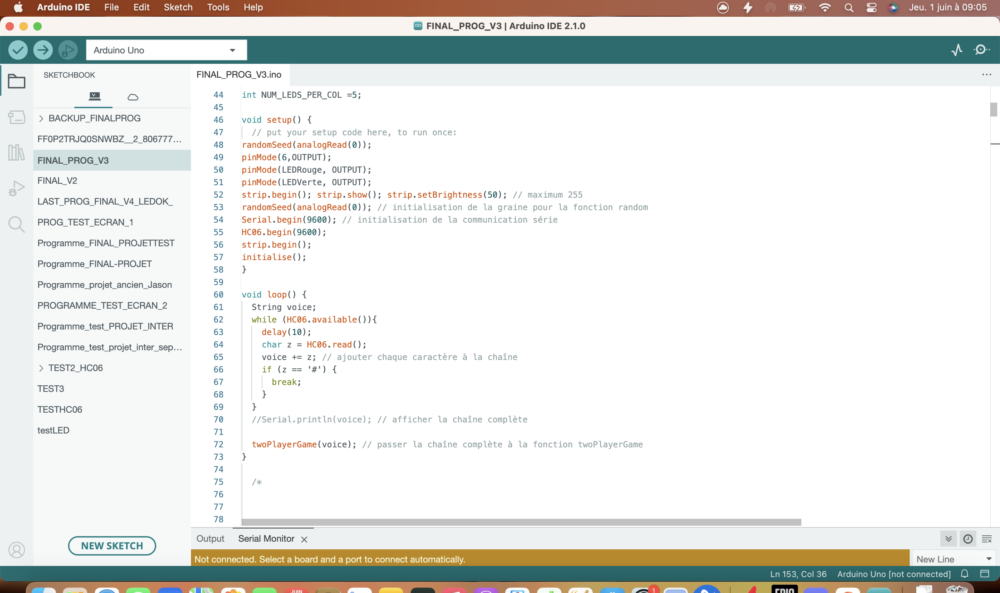 Arduino IDE File Edit Sketch Tools Help Jeu. 1 juin à 09:05
FINAL_PROG_V3 | Arduino IDE 2.1.0
Arduino Uno
SKETCHBOOK
BACKUP_FINALPROG
FF0P2TRJQ0SNWBZ__2_806777...
FINAL_PROG_V3
FINAL_V2
LAST_PROG_FINAL_V4_LEDOK_
PROG_TEST_ECRAN_1
Programme_FINAL_PROJETTEST
Programme_FINAL-PROJET
Programme_projet_ancien_Jason
PROGRAMME_TEST_ECRAN_2
Programme_test_PROJET_INTER
Programme_test_projet_inter_sep...
TEST2_HC06
TEST3
TESTHC06
testLED
NEW SKETCH
FINAL_PROG_V3.ino
44 int NUM_LEDS_PER_COL =5;
45
46 void setup() {
47 // put your setup code here, to run once:
48 randomSeed(analogRead(0));
49 pinMode(6,OUTPUT);
50 pinMode(LEDRouge, OUTPUT);
51 pinMode(LEDVerte, OUTPUT);
52 strip.begin(); strip.show(); strip.setBrightness(50); // maximum 255
53 randomSeed(analogRead(0)); // initialisation de la graine pour la fonction random
54 Serial.begin(9600); // initialisation de la communication série
55 HC06.begin(9600);
56 strip.begin();
57 initialise();
58 }
59
60 void loop() {
61 String voice;
62 while (HC06.available()){
63 delay(10);
64 char z = HC06.read();
65 voice += z; // ajouter chaque caractère à la chaîne
66 if (z == '#') {
67 break;
68 }
69 }
70 //Serial.println(voice); // afficher la chaîne complète
71
72 twoPlayerGame(voice); // passer la chaîne complète à la fonction twoPlayerGame
73 }
74
75 /*
76
77
78
Output Serial Monitor
Not connected. Select a board and a port to connect automatically.
New Line
Ln 153, Col 36 Arduino Uno [not connected]
JUIN
1
EPIC